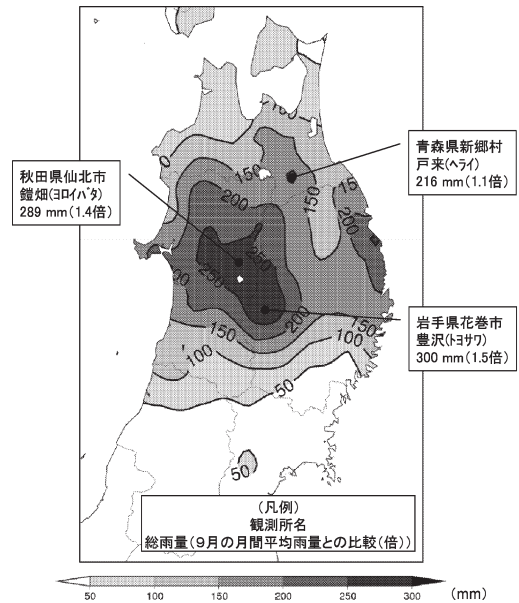 青森県新郷村
戸来(ヘライ)
216 mm(1.1倍)
秋田県仙北市
鎧畑(ヨロイバタ)
289 mm(1.4倍)
岩手県花巻市
豊沢(トヨサワ)
300 mm(1.5倍)
100
150
200
150
15
200
250
250
200
150
100
150
100
50
50
(凡例)
観測所名
総雨量(9月の月間平均雨量との比較(倍))
50 100 150 200 250 300 (mm)